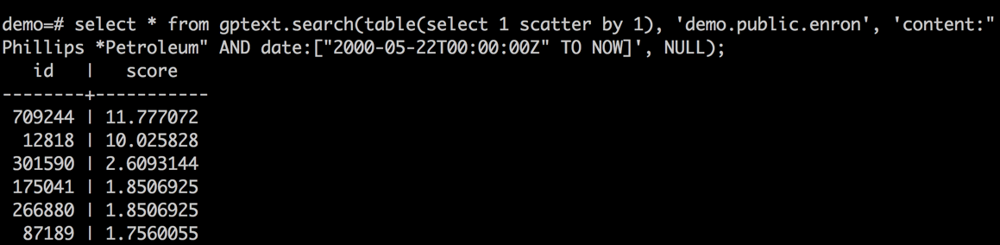 demo=# select * from gptext.search(table(select 1 scatter by 1), 'demo.public.enron', 'content:"
Phillips *Petroleum" AND date:["2000-05-22T00:00:00Z" TO NOW]', NULL);
   id   |   score
--------+-----------
 709244 | 11.777072
  12818 | 10.025828
 301590 | 2.6093144
 175041 | 1.8506925
 266880 | 1.8506925
  87189 | 1.7560055